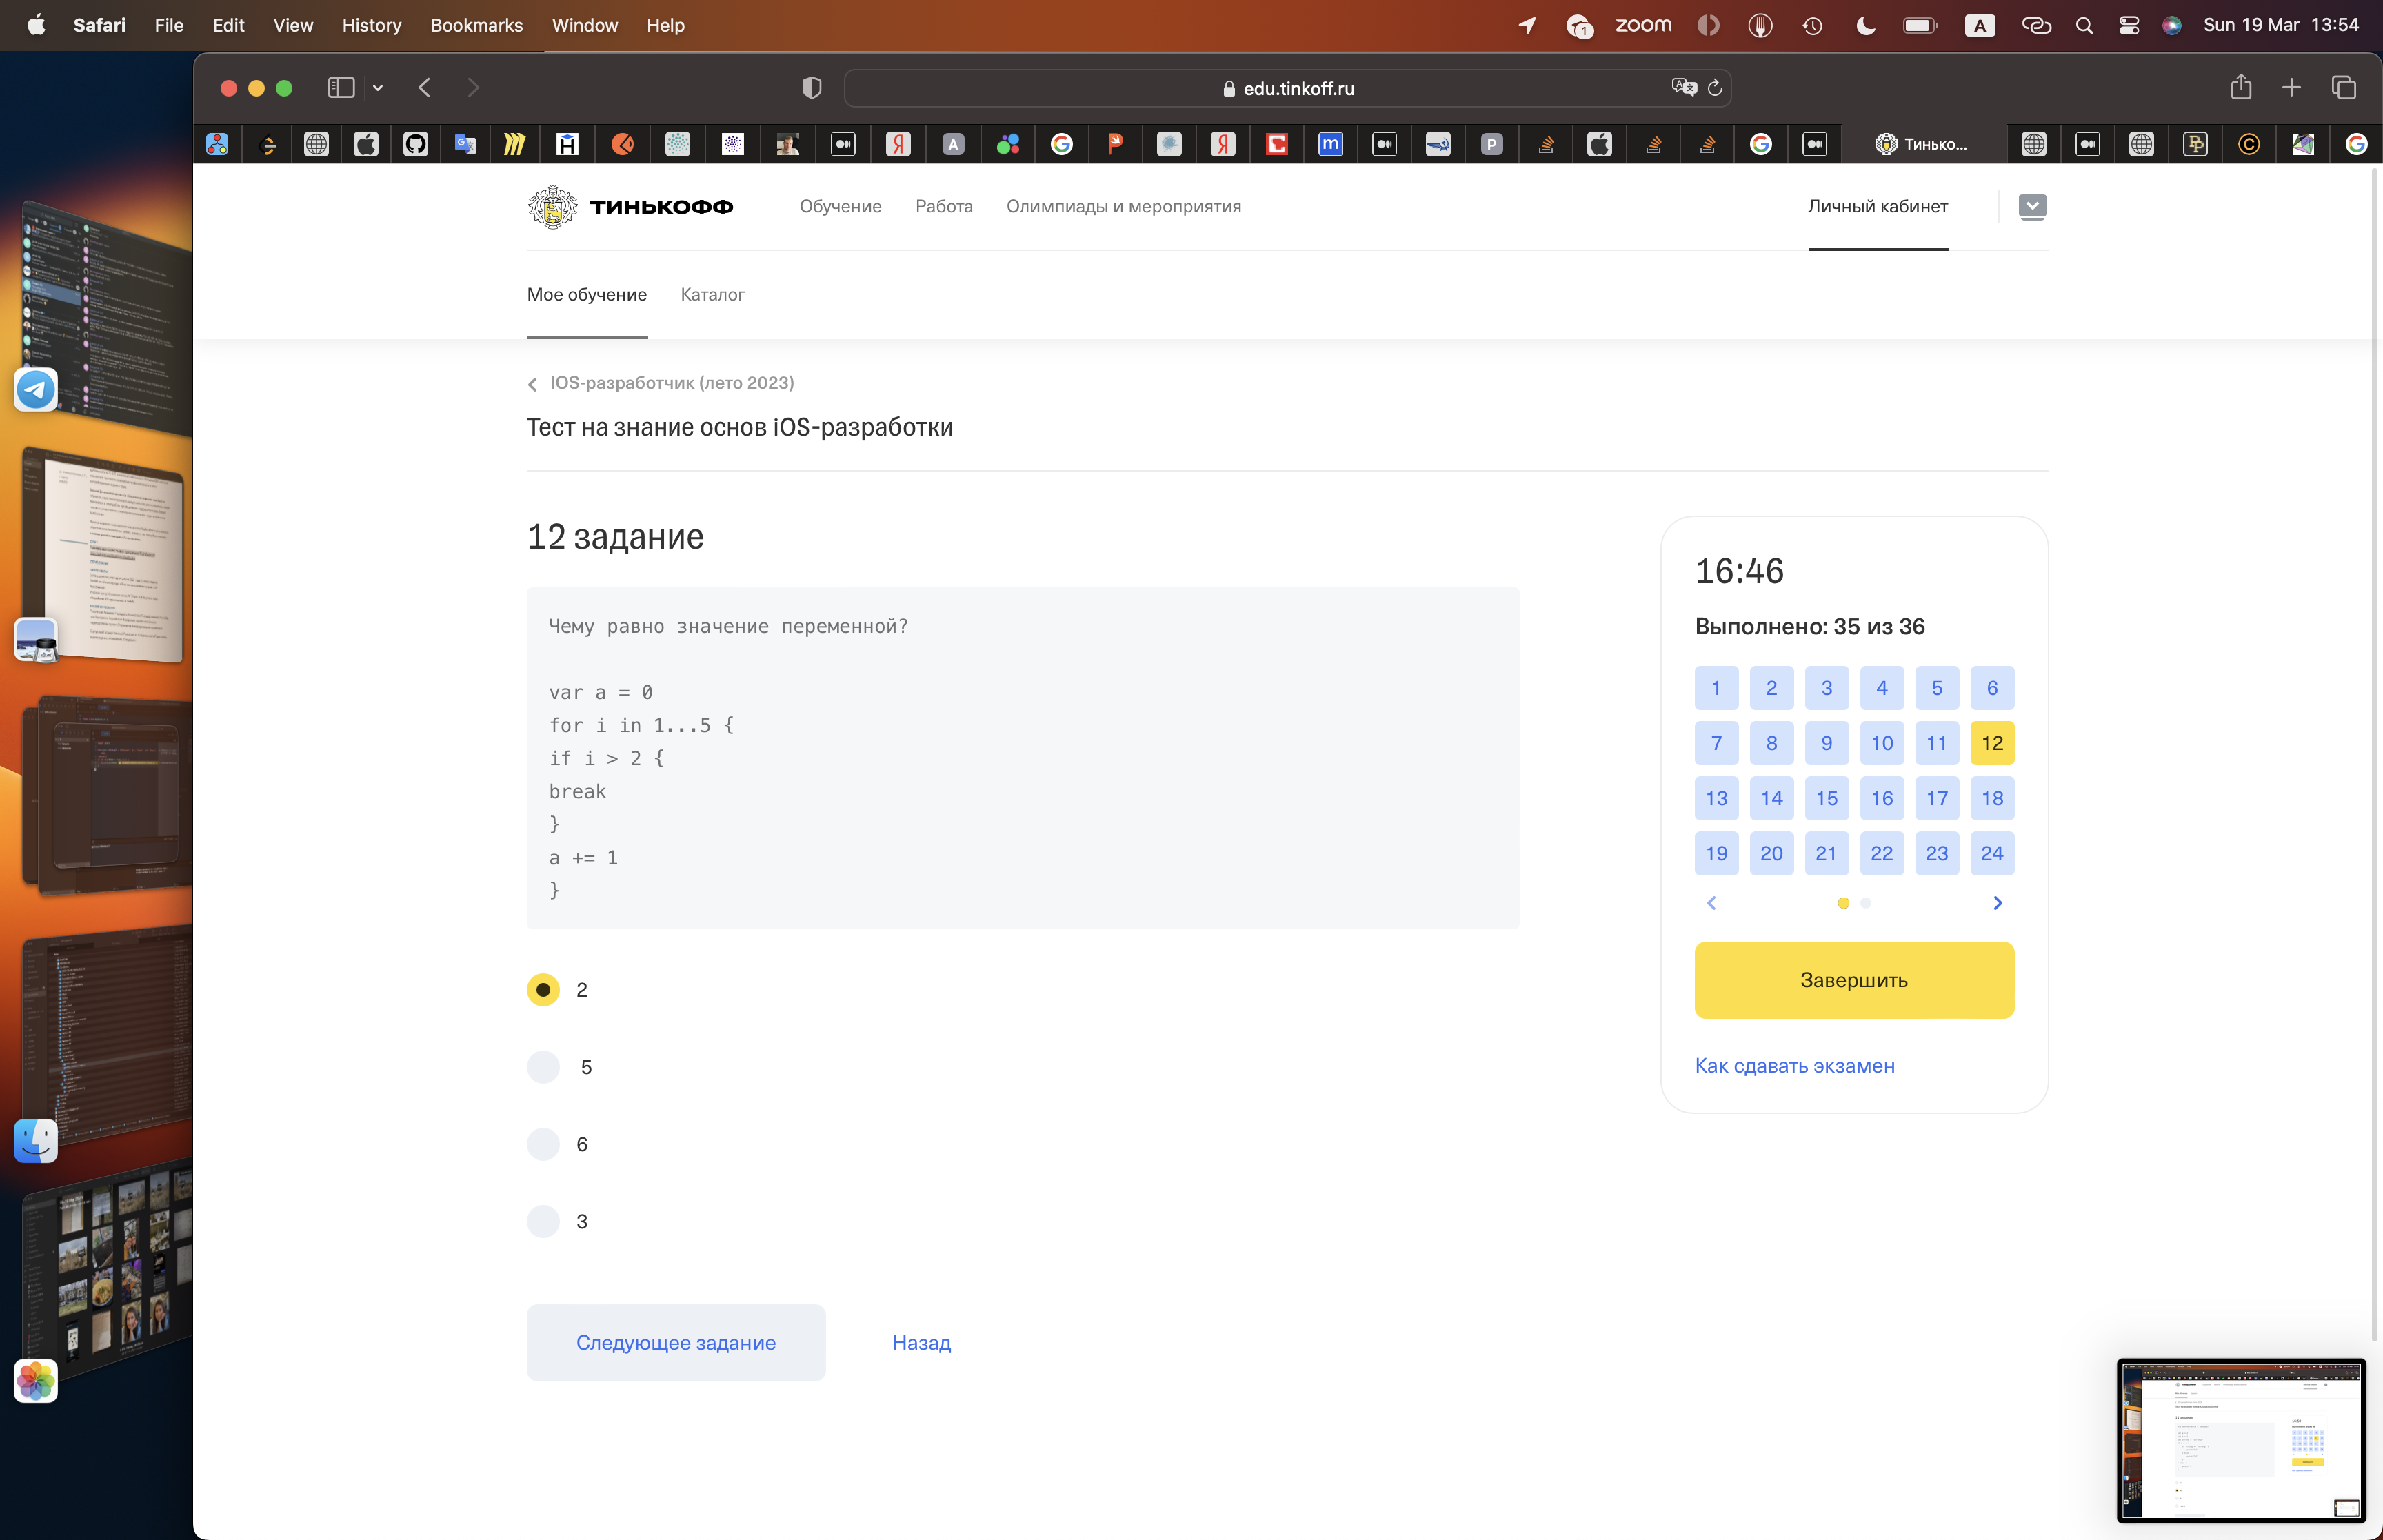 Safari File Edit View History Bookmarks Window Help
1 zoom A Sun 19 Mar 13:54
edu.tinkoff.ru
Тинько...
ТИНЬКОФФ Обучение Работа Олимпиады и мероприятия Личный кабинет
Мое обучение Каталог
IOS-разработчик (лето 2023)
Тест на знание основ iOS-разработки
12 задание
Чему равно значение переменной?
var a = 0
for i in 1...5 {
if i > 2 {
break
}
a += 1
}
2
5
6
3
Следующее задание Назад
16:46
Выполнено: 35 из 36
1 2 3 4 5 6
7 8 9 10 11 12
13 14 15 16 17 18
19 20 21 22 23 24
Завершить
Как сдавать экзамен